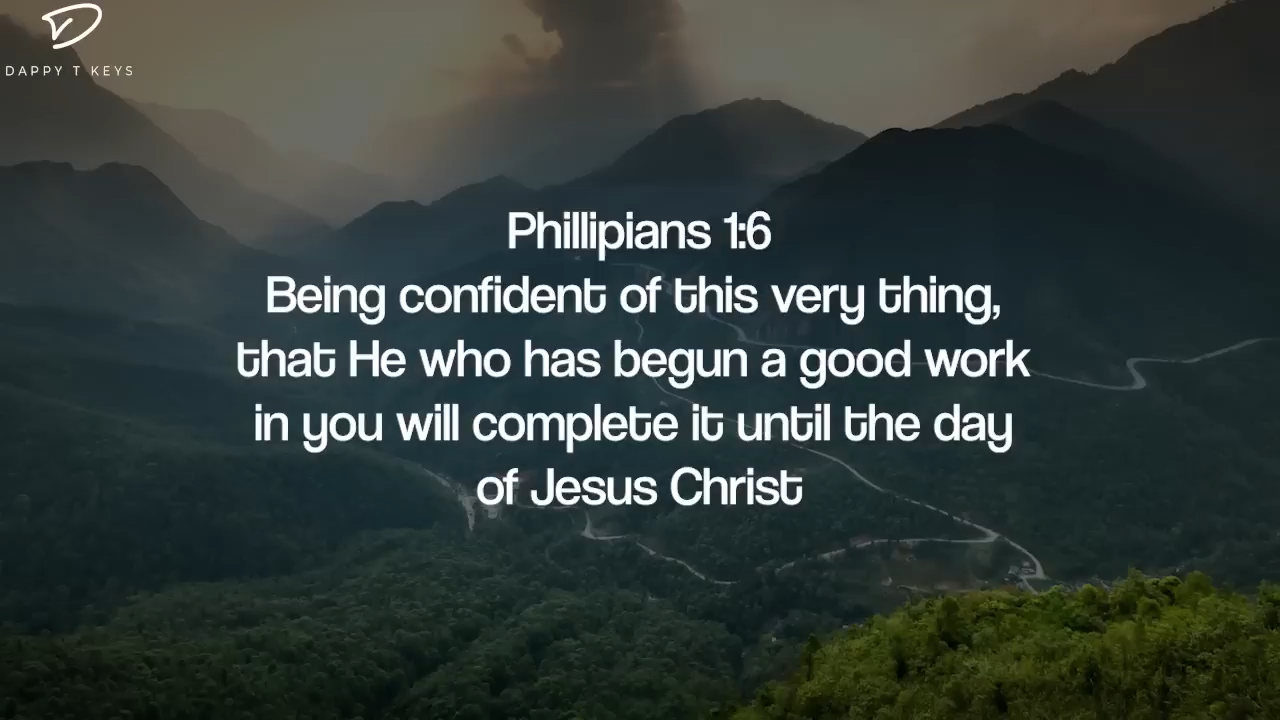 DAPPY T KEYS
Phillipians 1:6
Being confident of this very thing,
that He who has begun a good work
in you will complete it until the day
of Jesus Christ